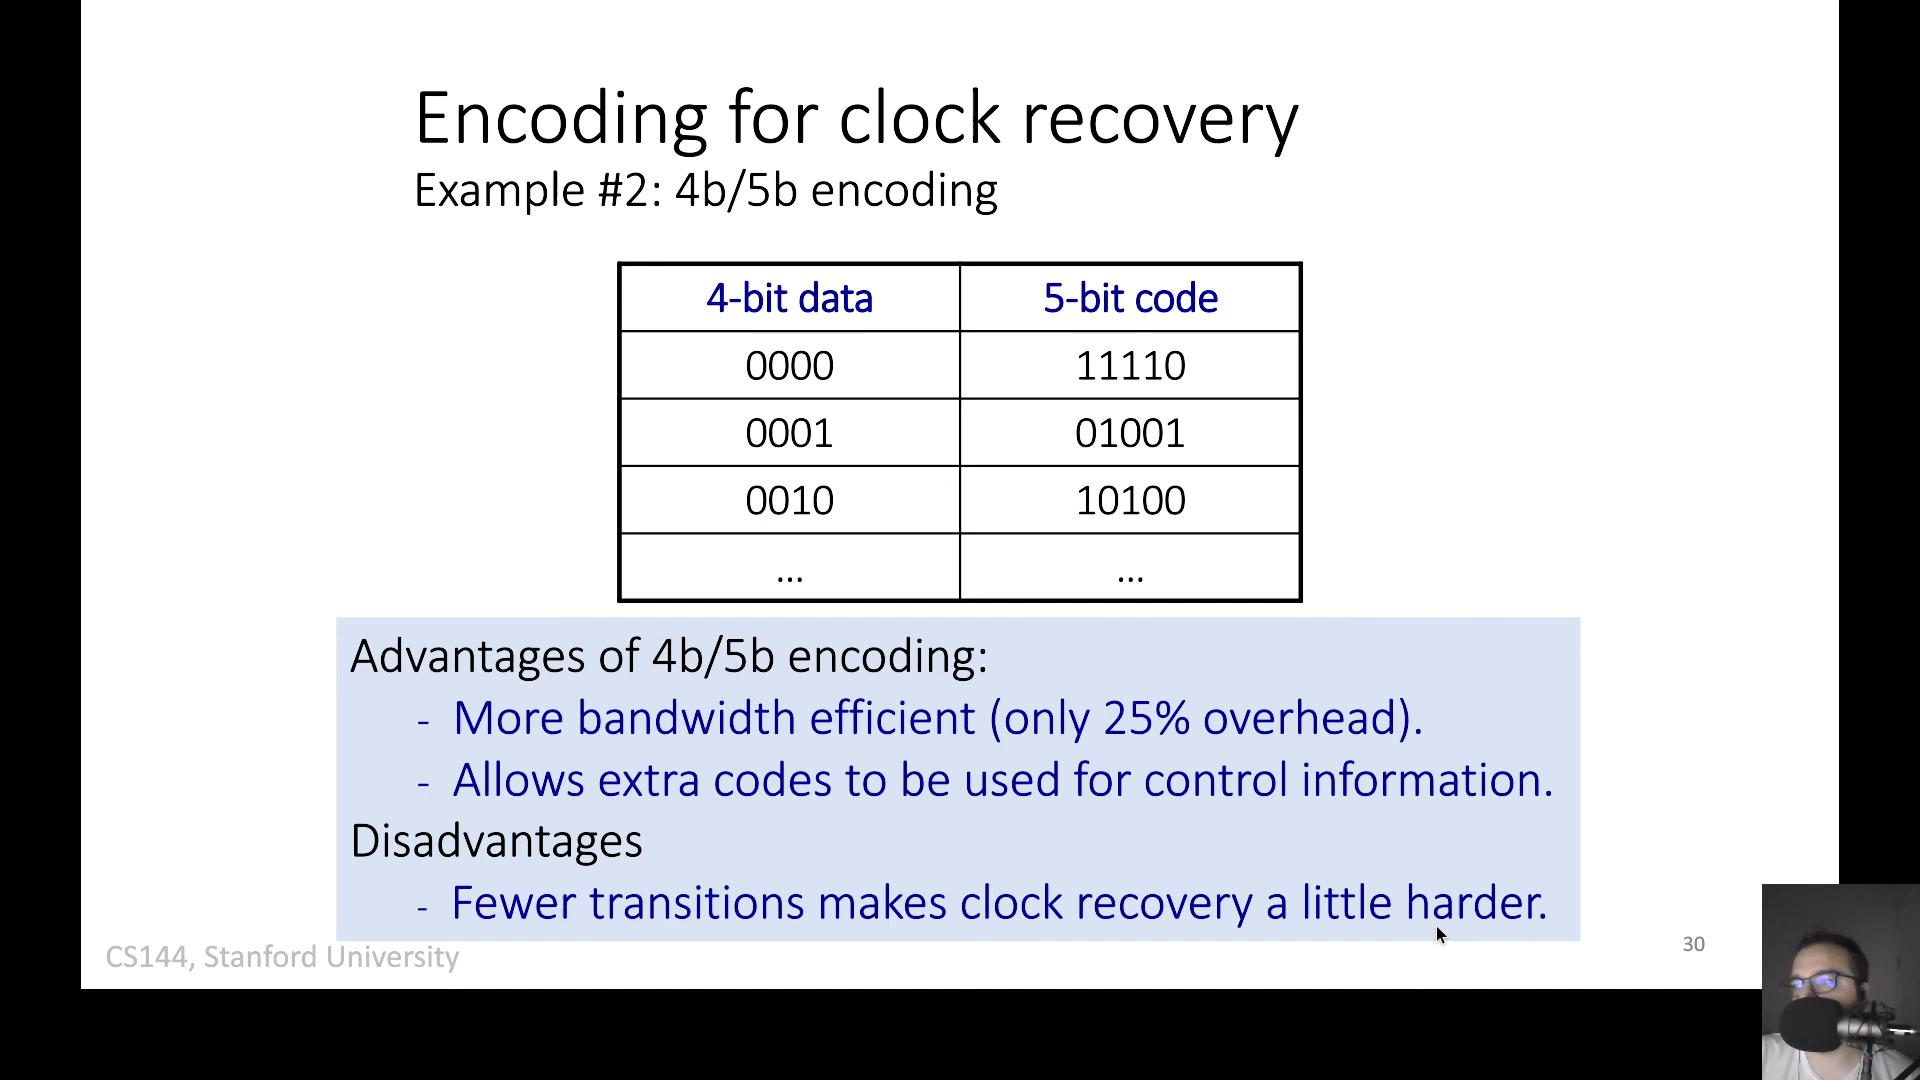 Encoding for clock recovery
Example #2: 4b/5b encoding
4-bit data 5-bit code
0000 11110
0001 01001
0010 10100
... ...
Advantages of 4b/5b encoding:
- More bandwidth efficient (only 25% overhead).
- Allows extra codes to be used for control information.
Disadvantages
- Fewer transitions makes clock recovery a little harder.
CS144, Stanford University
30